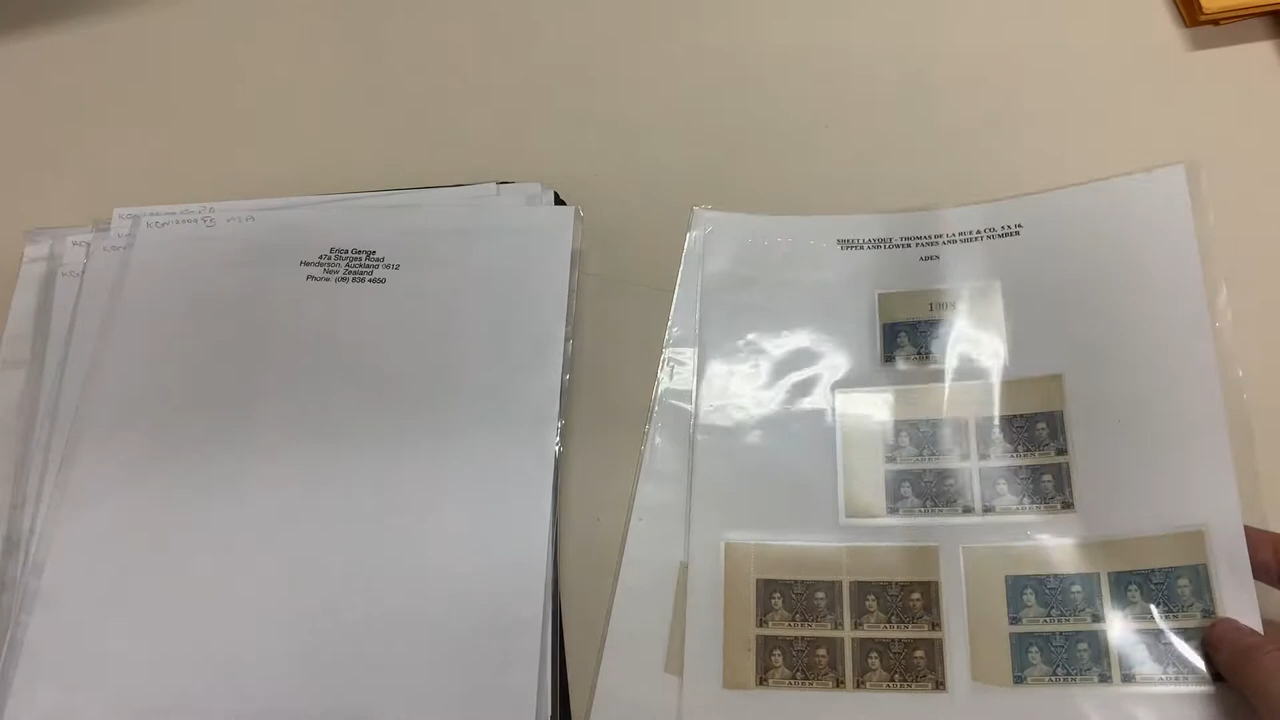 Erica Genge
47a Sturges Road
Henderson, Auckland 0612
New Zealand
Phone: (09) 836 4650
SHEET LAYOUT - THOMAS DE LA RUE & CO. 5 X 16.
UPPER AND LOWER PANES AND SHEET NUMBER
ADEN
1008
ADEN
ADEN ADEN
ADEN ADEN
ADEN ADEN
ADEN ADEN
ADEN ADEN
ADEN